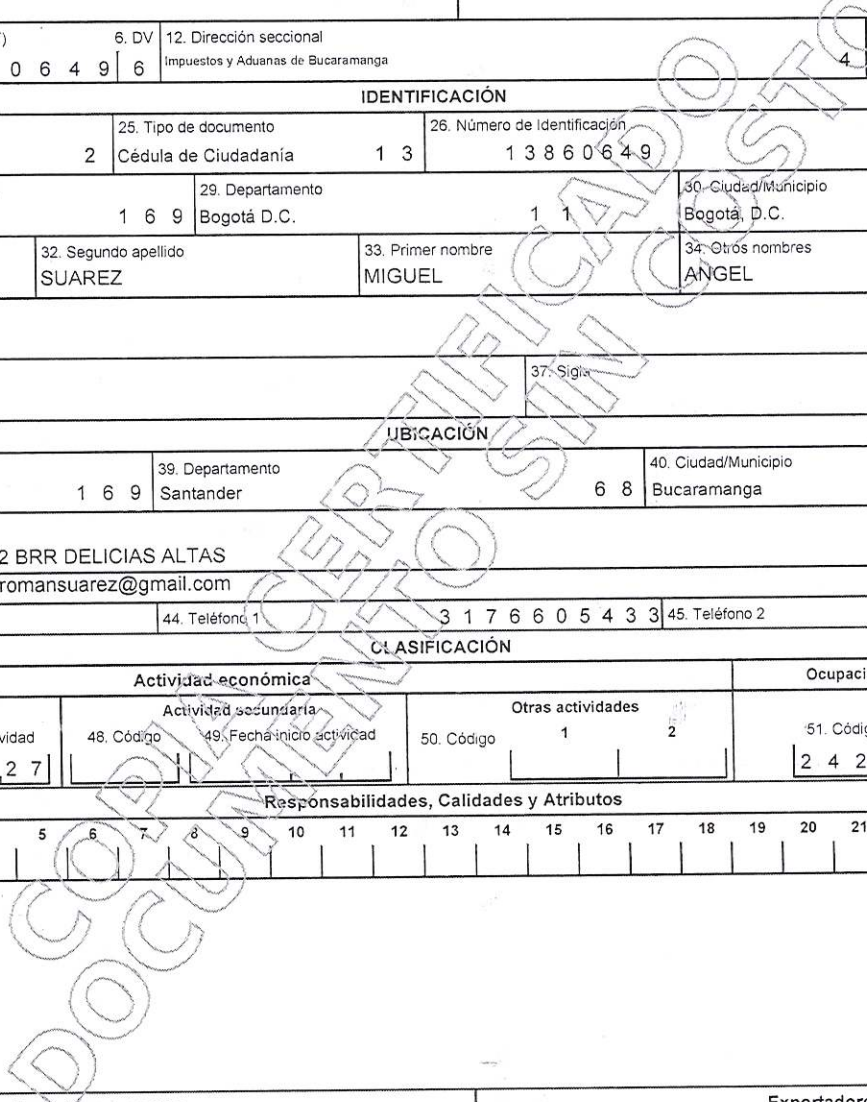 ) 6. DV 12. Dirección seccional
0 6 4 9 6 Impuestos y Aduanas de Bucaramanga 4
IDENTIFICACIÓN
25. Tipo de documento 26. Número de Identificación
2 Cédula de Ciudadanía 1 3 1 3 8 6 0 6 4 9
29. Departamento 30. Ciudad/Municipio
1 6 9 Bogotá D.C. 1 1 Bogotá, D.C.
32. Segundo apellido 33. Primer nombre 34. Otros nombres
SUAREZ MIGUEL ANGEL
37. Sigla
UBICACIÓN
39. Departamento 40. Ciudad/Municipio
1 6 9 Santander 6 8 Bucaramanga
2 BRR DELICIAS ALTAS
romansuarez@gmail.com
44. Teléfono 1 3 1 7 6 6 0 5 4 3 3 45. Teléfono 2
CLASIFICACIÓN
Actividad económica Ocupaci
Actividad secundaria Otras actividades
vidad 48. Código 49. Fecha inicio actividad 50. Código 1 2 51. Códig
2 7 2 4 2
Responsabilidades, Calidades y Atributos
5 6 7 8 9 10 11 12 13 14 15 16 17 18 19 20 21
Exportadore
COPIA CERTIFICADO
DOCUMENTO SIN COSTO